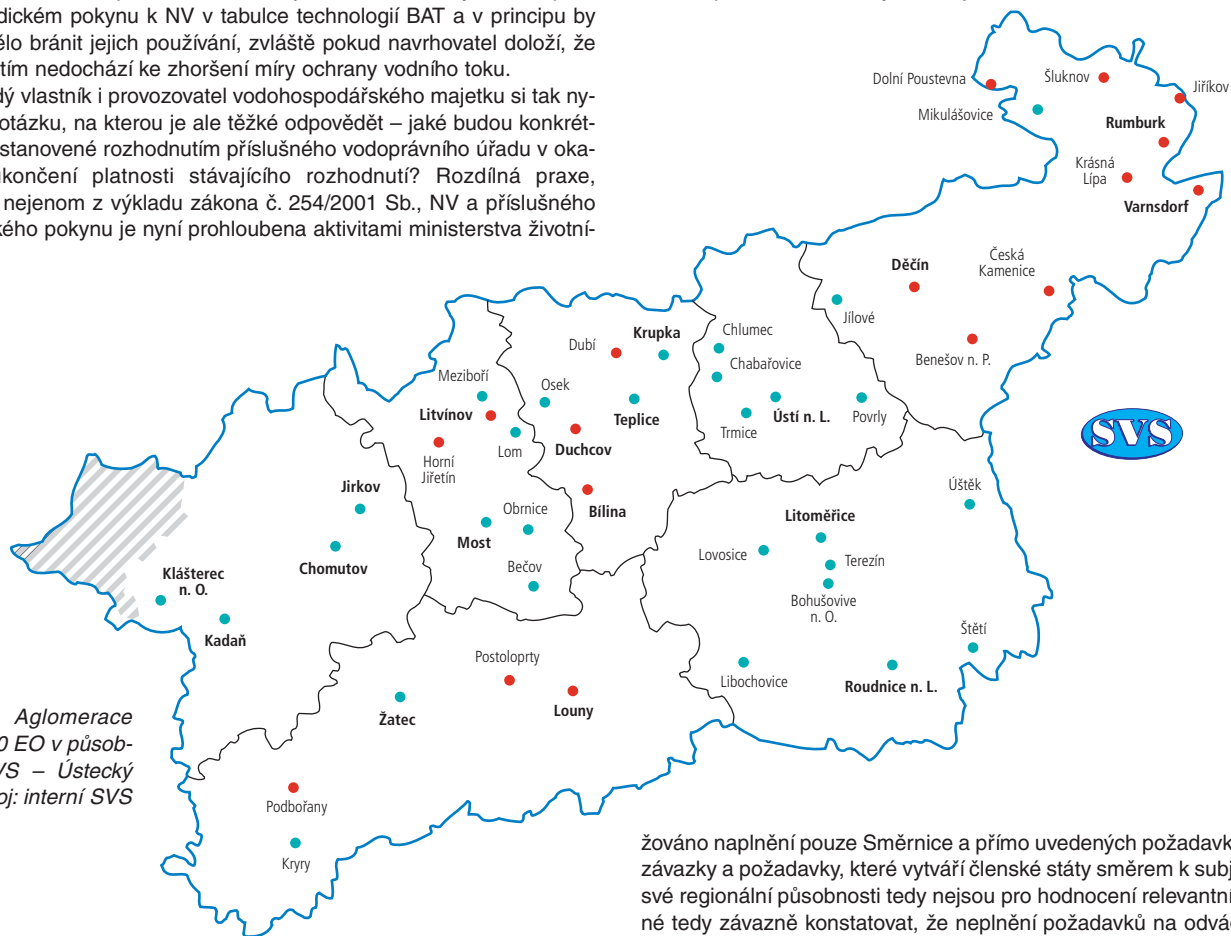 dickém pokynu k NV v tabulce technologií BAT a v principu by
ělo bránit jejich používání, zvláště pokud navrhovatel doloží, že
tím nedochází ke zhoršení míry ochrany vodního toku.
dý vlastník i provozovatel vodohospodářského majetku si tak ny-
otázku, na kterou je ale těžké odpovědět – jaké budou konkrét-
stanovené rozhodnutím příslušného vodoprávního úřadu v oka-
končení platnosti stávajícího rozhodnutí? Rozdílná praxe,
nejenom z výkladu zákona č. 254/2001 Sb., NV a příslušného
kého pokynu je nyní prohloubena aktivitami ministerstva životní-
Dolní Poustevna
Šluknov
Jiříkov
Mikulášovice
Rumburk
Krásná
Lípa
Varnsdorf
Děčín
Česká
Kamenice
Jílové
Benešov n. P.
Krupka
Dubí
Chlumec
Chabařovice
Meziboří
Osek
Litvínov
Teplice
Trmice
Ústí n. L.
Povrly
Lom
Duchcov
Horní
Jiřetín
SVS
Jirkov
Obrnice
Bílina
Úštěk
Most
Litoměřice
Lovosice
Terezín
Chomutov
Bečov
Klášterec
n. O.
Bohušovive
n. O.
Kadaň
Štětí
Postoloprty
Libochovice
Roudnice n. L.
Žatec
Louny
Aglomerace
0 EO v působ-
VS – Ústecký
oj: interní SVS
Podbořany
Kryry
žováno naplnění pouze Směrnice a přímo uvedených požadavk
závazky a požadavky, které vytváří členské státy směrem k subj
své regionální působnosti tedy nejsou pro hodnocení relevantní
né tedy závazně konstatovat, že neplnění požadavků na odvá